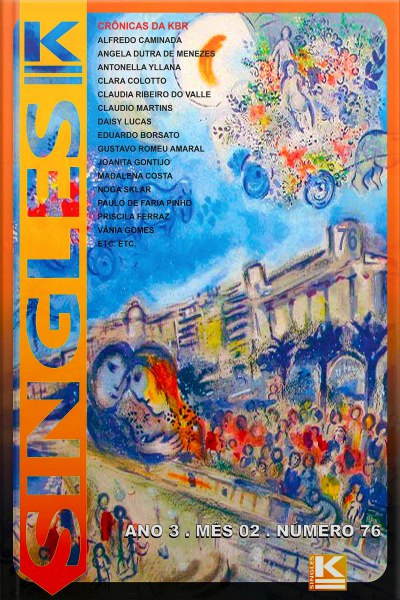 SINGLES K
CRÔNICAS DA KBR
ALFREDO CAMINADA
ANGELA DUTRA DE MENEZES
ANTONELLA YLLANA
CLARA COLOTTO
CLAUDIA RIBEIRO DO VALLE
CLAUDIO MARTINS
DAISY LUCAS
EDUARDO BORSATO
GUSTAVO ROMEU AMARAL
JOANITA GONTIJO
MADALENA COSTA
NOGA SKLAR
PAULO DE FARIA PINHO
PRISCILA FERRAZ
VÂNIA GOMES
ETC. ETC.
76
ANO 3 . MÊS 02 . NÚMERO 76
SINGLES K